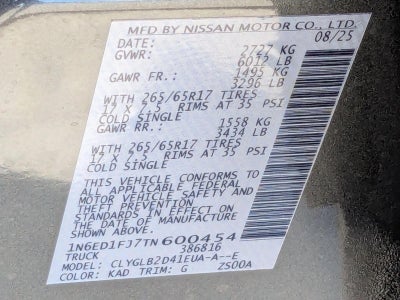 MFD BY NISSAN MOTOR CO., LTD.
DATE: 08/25
GVWR: 2727 KG
6012 LB
GAWR FR.: 1495 KG
3296 LB
WITH 265/65R17 TIRES
17 X 7.5 RIMS AT 35 PSI
COLD SINGLE
GAWR RR.: 1558 KG
3434 LB
WITH 265/65R17 TIRES
17 X 7.5 RIMS AT 35 PSI
COLD SINGLE
THIS VEHICLE CONFORMS TO
ALL APPLICABLE FEDERAL
MOTOR VEHICLE SAFETY AND
THEFT PREVENTION
STANDARDS IN EFFECT ON
THE DATE OF MANUFACTURE
SHOWN ABOVE.
1N6ED1FJ7TN600454
TRUCK 386816
MODEL: CLYGLB2D41EUA-A--E
COLOR: KAD TRIM: G ZS00A